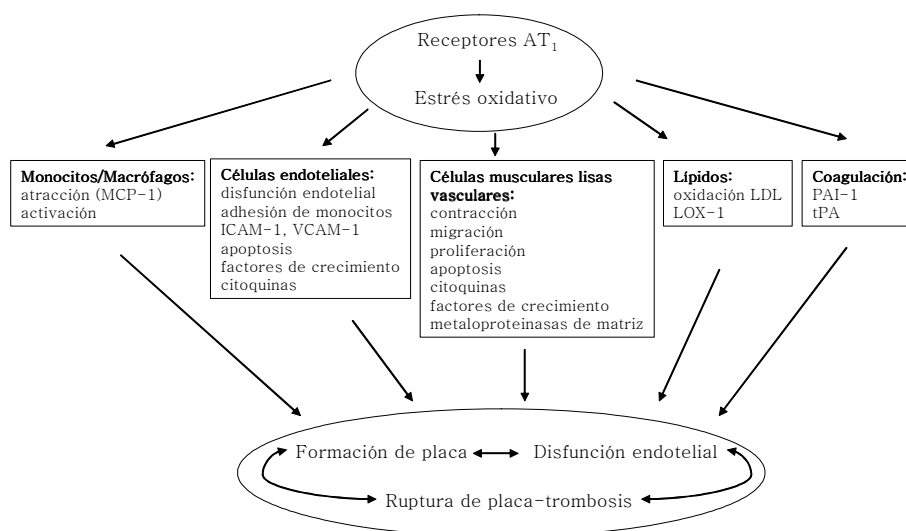 Receptores AT₁
Estrés oxidativo
Monocitos/Macrófagos:
atracción (MCP-1)
activación
Células endoteliales:
disfunción endotelial
adhesión de monocitos
ICAM-1, VCAM-1
apoptosis
factores de crecimiento
citoquinas
Células musculares lisas
vasculares:
contracción
migración
proliferación
apoptosis
citoquinas
factores de crecimiento
metaloproteinasas de matriz
Lípidos:
oxidación LDL
LOX-1
Coagulación:
PAI-1
tPA
Formación de placa
Disfunción endotelial
Ruptura de placa-trombosis